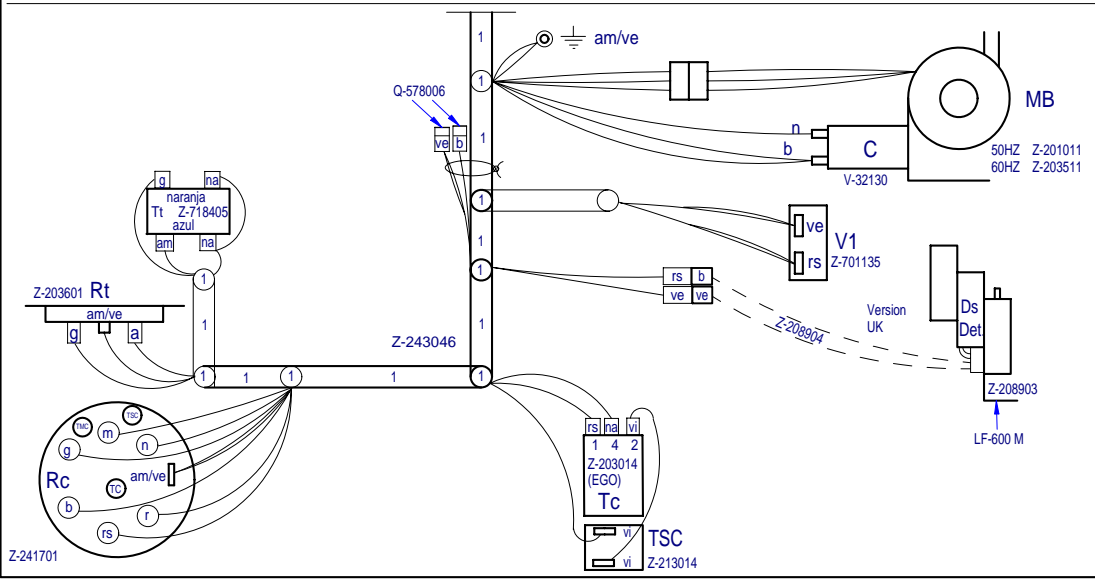 1
am/ve
1
Q-578006
ve
b
1
MB
n
b
C
50HZ Z-201011
60HZ Z-203511
V-32130
g
na
naranja
Tt Z-718405
azul
am
na
1
1
ve
V1
rs
Z-701135
1
1
rs
b
ve
ve
Version
UK
Z-208904
Ds
Det.
Z-208903
LF-600 M
Z-203601 Rt
am/ve
g
a
1
1
1
Z-243046
1
1
1
1
1
TSC
TMC
m
g
n
Rc
am/ve
TC
b
r
rs
Z-241701
rs
na
vi
1 4 2
Z-203014
(EGO)
Tc
vi
TSC
vi
Z-213014